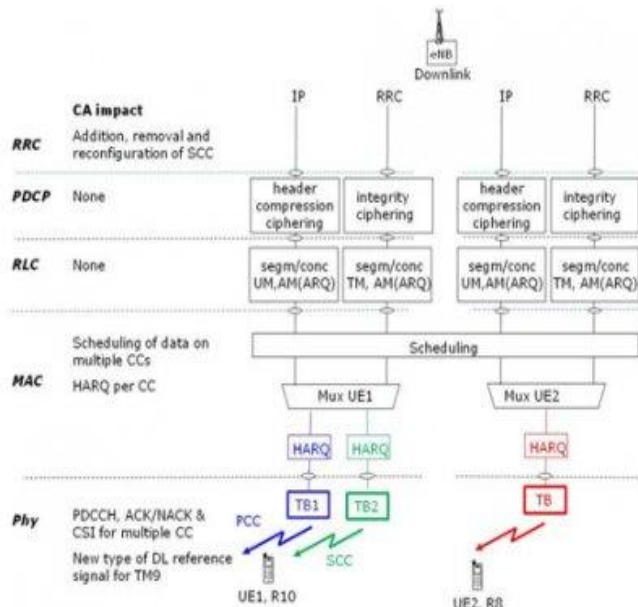 eNB
Downlink
IP
RRC
IP
RRC
CA impact
RRC
Addition, removal and
reconfiguration of SCC
PDCP
None
header
compression
ciphering
integrity
ciphering
header
compression
ciphering
integrity
ciphering
RLC
None
segm/conc
UM,AM(ARQ)
segm/conc
TM, AM(ARQ)
segm/conc
UM,AM(ARQ)
segm/conc
TM, AM(ARQ)
MAC
Scheduling of data on
multiple CCs
HARQ per CC
Scheduling
Mux UE1
Mux UE2
HARQ
HARQ
HARQ
Phy
PDCCH, ACK/NACK &
CSI for multiple CC
New type of DL reference
signal for TM9
TB1
TB2
TB
PCC
SCC
UE1, R10
UE2, R8